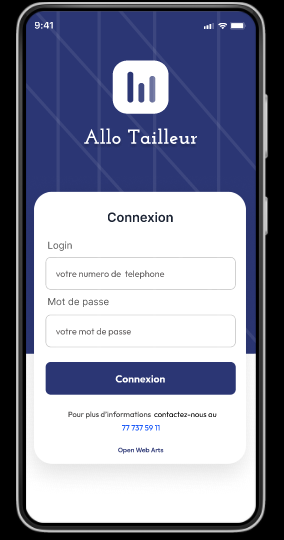 9:41
Allo Tailleur
Connexion
Login
votre numero de telephone
Mot de passe
votre mot de passe
Connexion
Pour plus d'informations contactez-nous au
77 737 59 11
Open Web Arts